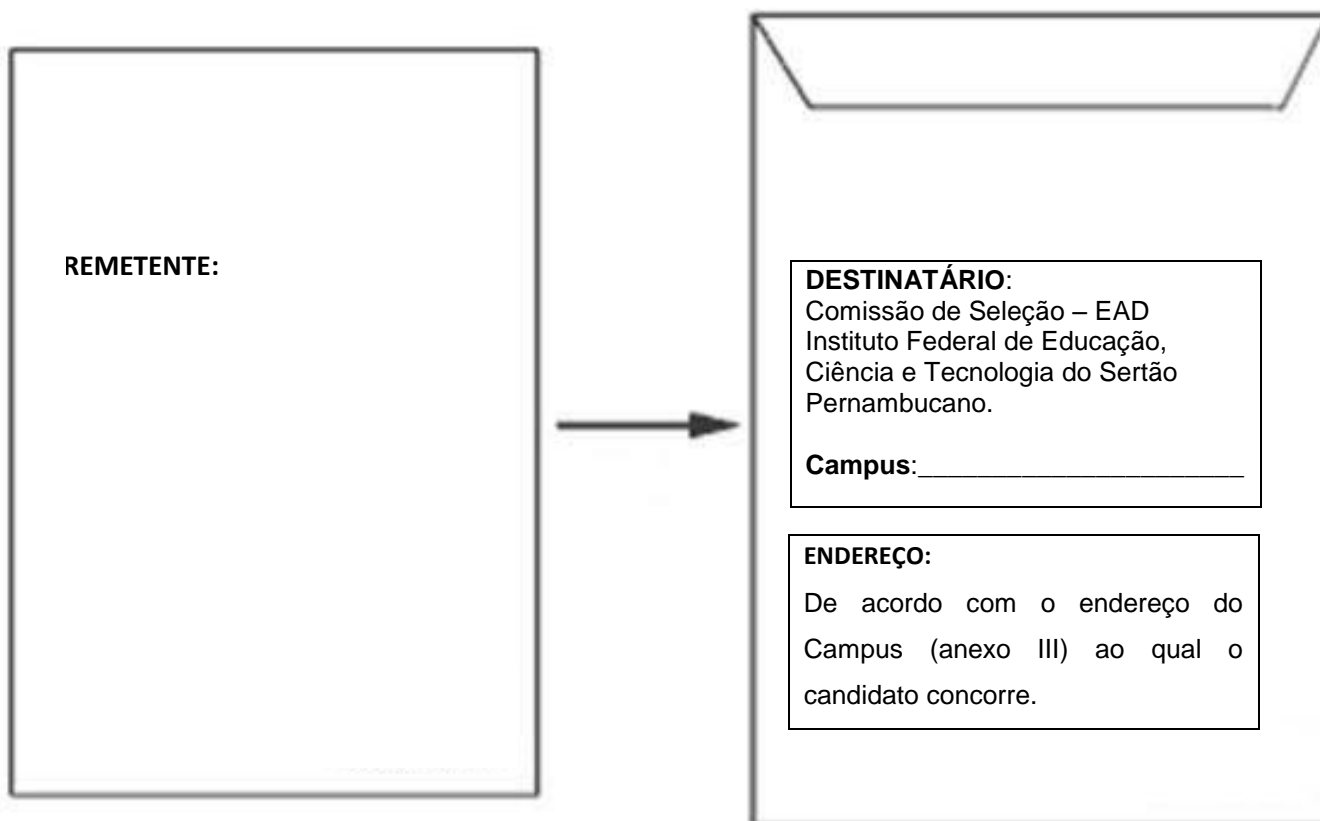 REMETENTE:
DESTINATÁRIO:
Comissão de Seleção – EAD
Instituto Federal de Educação,
Ciência e Tecnologia do Sertão
Pernambucano.
Campus:______________________
ENDEREÇO:
De acordo com o endereço do
Campus (anexo III) ao qual o
candidato concorre.